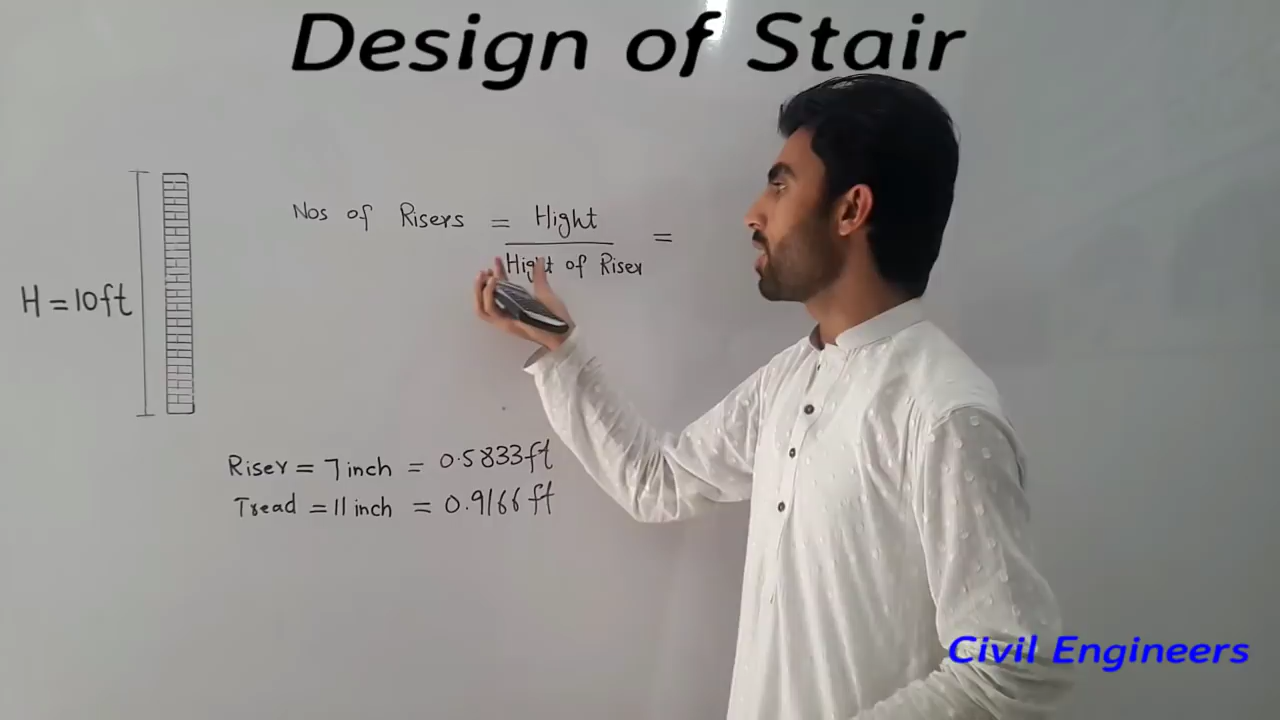 Design of Stair
Nos of Risers = Hight =
Hight of Riser
H = 10ft
Riser = 7 inch = 0.5833ft
Tread = 11 inch = 0.9166 ft
Civil Engineers